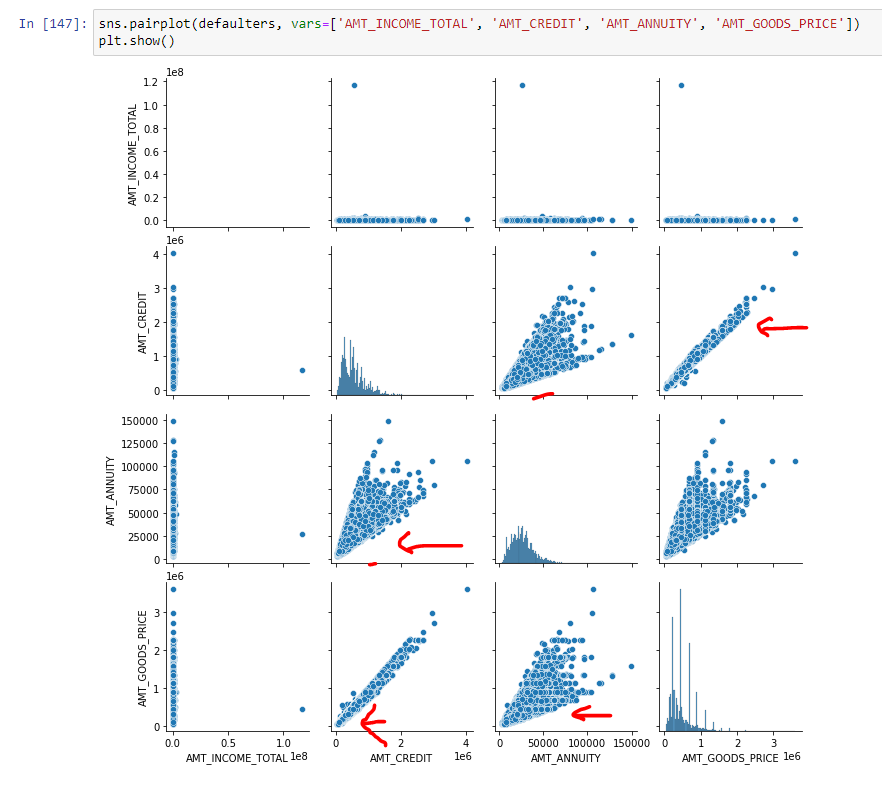 In [147]: sns.pairplot(defaulters, vars=['AMT_INCOME_TOTAL', 'AMT_CREDIT', 'AMT_ANNUITY', 'AMT_GOODS_PRICE'])
plt.show()
1e8
1.2
1.0
0.8
0.6
0.4
0.2
0.0
AMT_INCOME_TOTAL
1e6
4
3
2
1
0
AMT_CREDIT
150000
125000
100000
75000
50000
25000
0
AMT_ANNUITY
1e6
3
2
1
0
AMT_GOODS_PRICE
0.0 0.5 1.0
AMT_INCOME_TOTAL 1e8
0 2 4
AMT_CREDIT 1e6
0 50000 100000 150000
AMT_ANNUITY
0 1 2 3
AMT_GOODS_PRICE 1e6